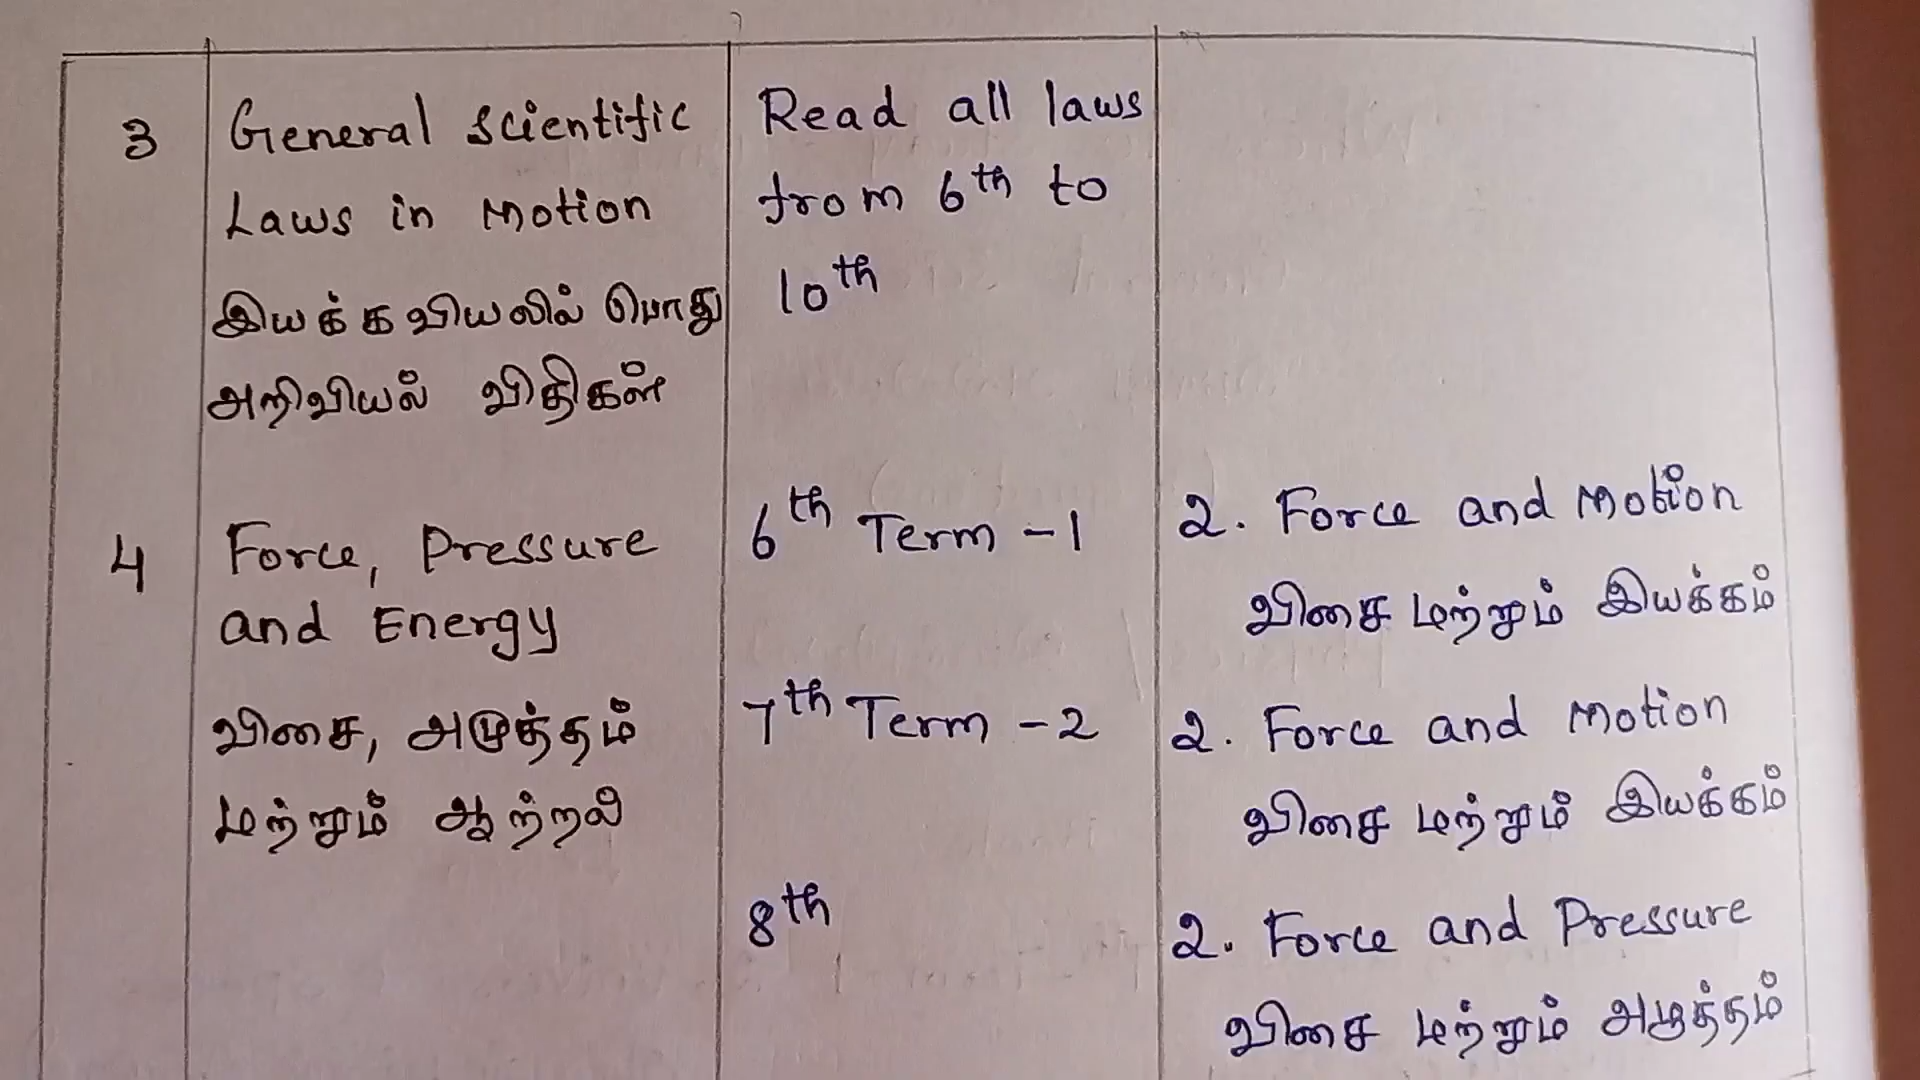 3
General Scientific
Laws in Motion
இயக்கவியலில் பொது
அறிவியல் விதிகள்
Read all laws
from 6th to
10th
4
Force, Pressure
and Energy
விசை, அழுத்தம்
மற்றும் ஆற்றல்
6th Term - 1
2. Force and Motion
விசை மற்றும் இயக்கம்
7th Term - 2
2. Force and Motion
விசை மற்றும் இயக்கம்
8th
2. Force and Pressure
விசை மற்றும் அழுத்தம்